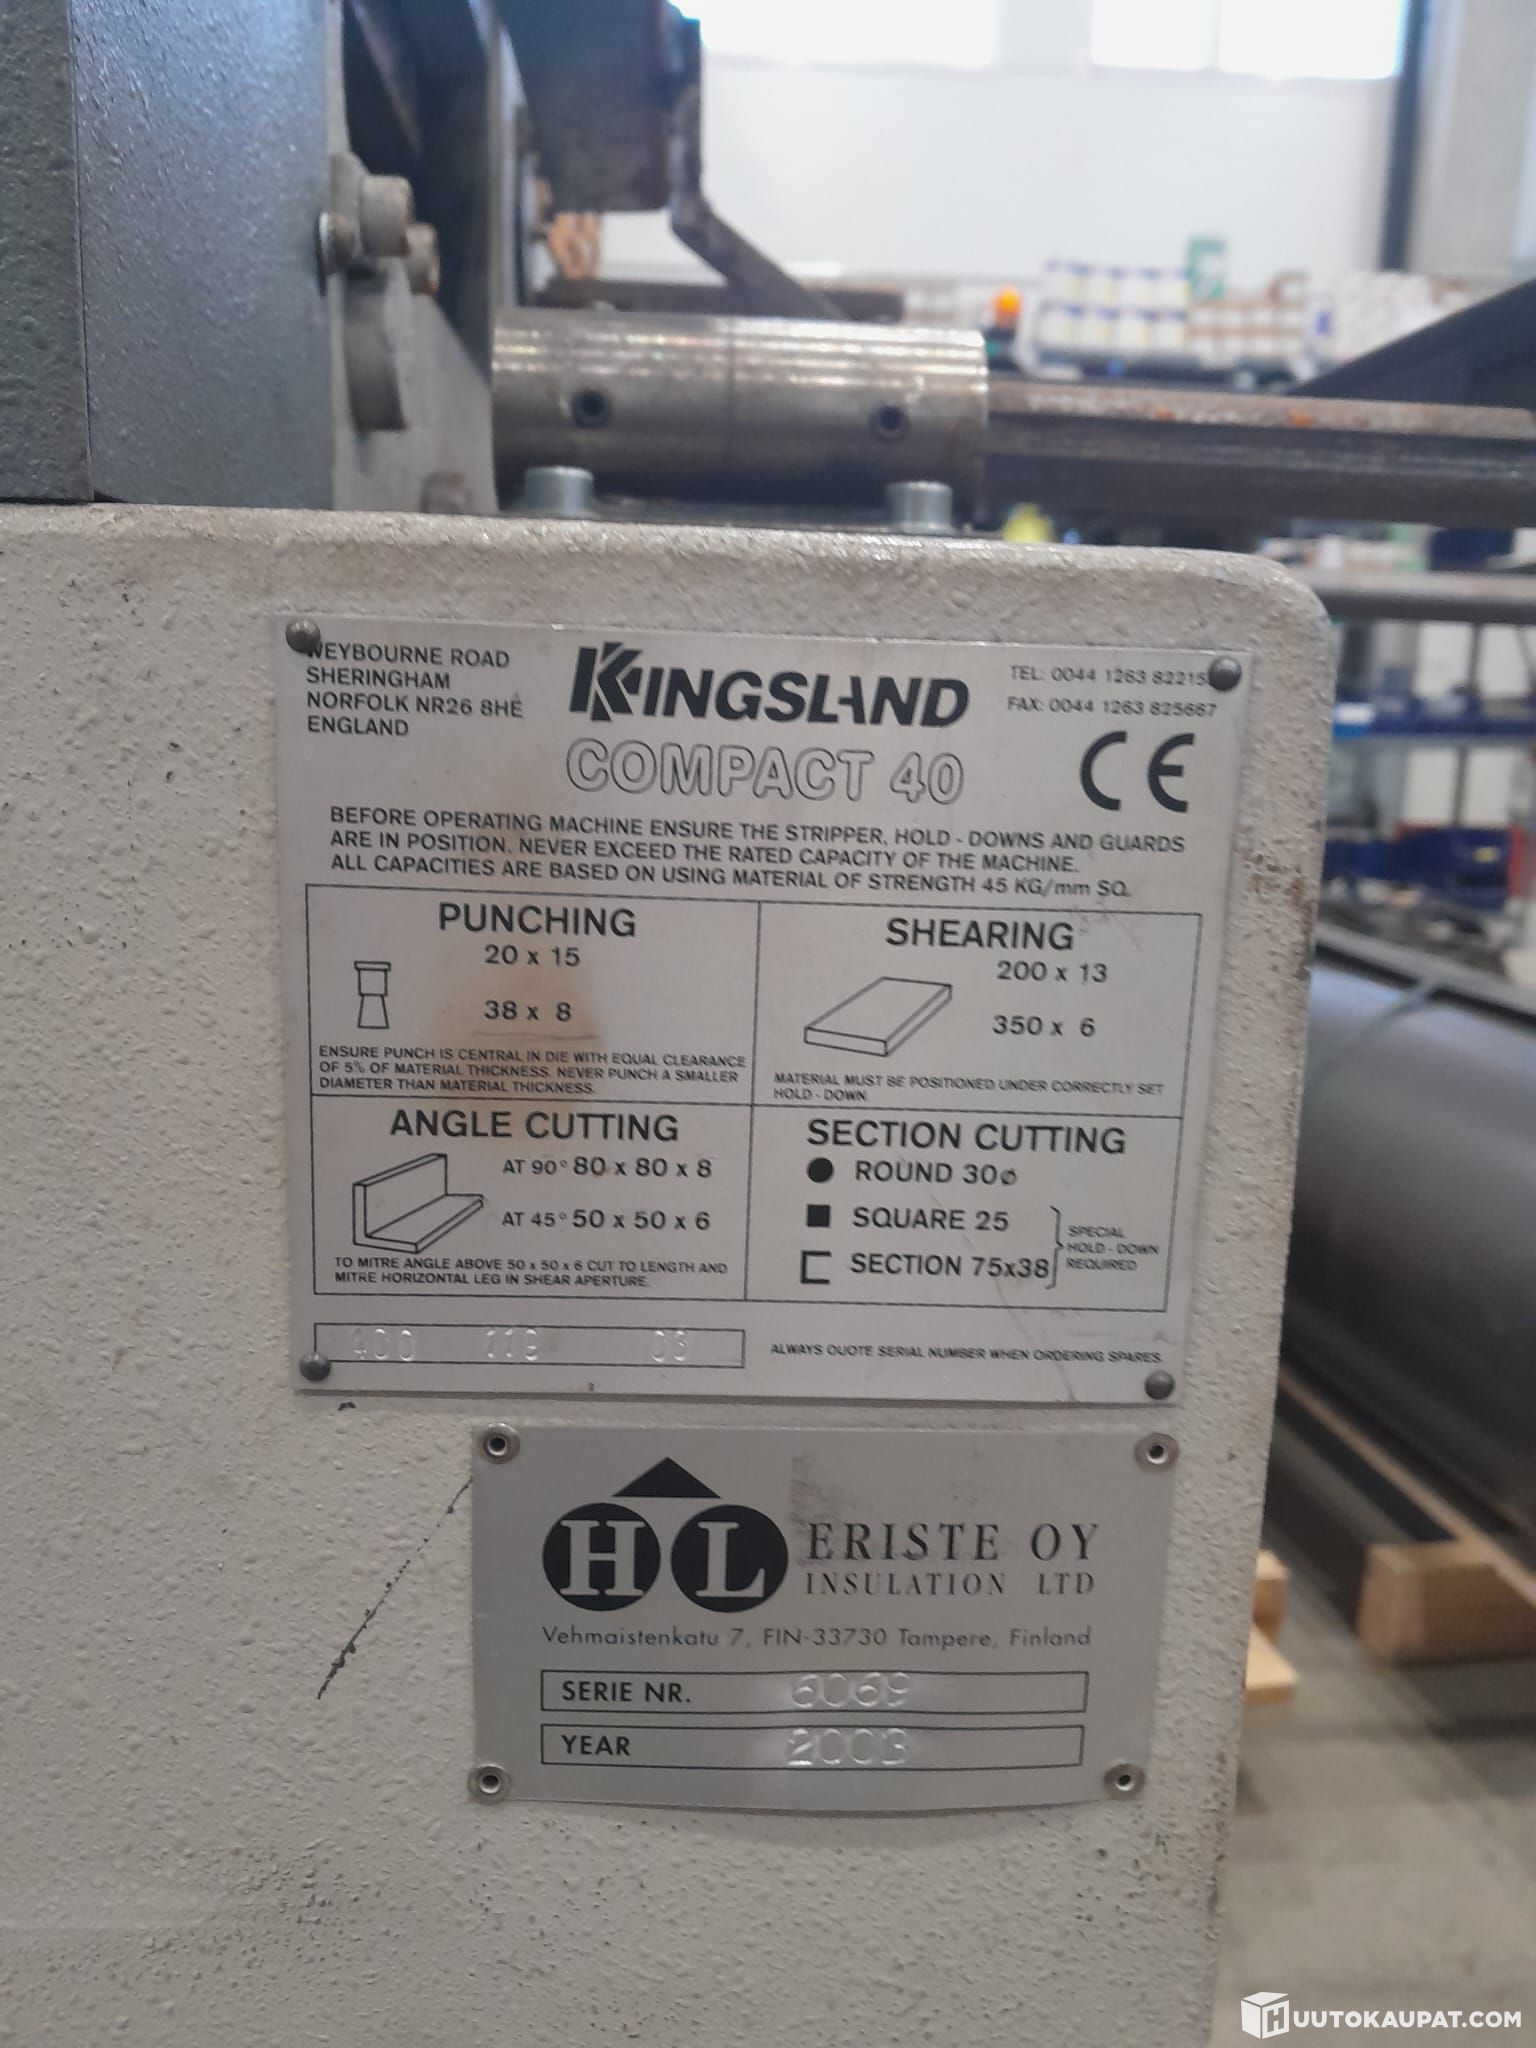 WEYBOURNE ROAD
SHERINGHAM
NORFOLK NR26 8HE
ENGLAND
KINGSLAND
COMPACT 40
TEL: 0044 1263 82215
FAX: 0044 1263 825667
CE
BEFORE OPERATING MACHINE ENSURE THE STRIPPER, HOLD - DOWNS AND GUARDS
ARE IN POSITION. NEVER EXCEED THE RATED CAPACITY OF THE MACHINE.
ALL CAPACITIES ARE BASED ON USING MATERIAL OF STRENGTH 45 KG/mm SQ.
PUNCHING
20 x 15
38 x 8
ENSURE PUNCH IS CENTRAL IN DIE WITH EQUAL CLEARANCE
OF 5% OF MATERIAL THICKNESS. NEVER PUNCH A SMALLER
DIAMETER THAN MATERIAL THICKNESS.
SHEARING
200 x 13
350 x 6
MATERIAL MUST BE POSITIONED UNDER CORRECTLY SET
HOLD - DOWN.
ANGLE CUTTING
AT 90° 80 x 80 x 8
AT 45° 50 x 50 x 6
TO MITRE ANGLE ABOVE 50 x 50 x 6 CUT TO LENGTH AND
MITRE HORIZONTAL LEG IN SHEAR APERTURE.
SECTION CUTTING
ROUND 30ø
SQUARE 25
SECTION 75x38
SPECIAL
HOLD - DOWN
REQUIRED
400 03
ALWAYS QUOTE SERIAL NUMBER WHEN ORDERING SPARES
HL ERISTE OY
INSULATION LTD
Vehmaistenkatu 7, FIN-33730 Tampere, Finland
SERIE NR. 6069
YEAR 2003
HUUTOKAUPAT.COM